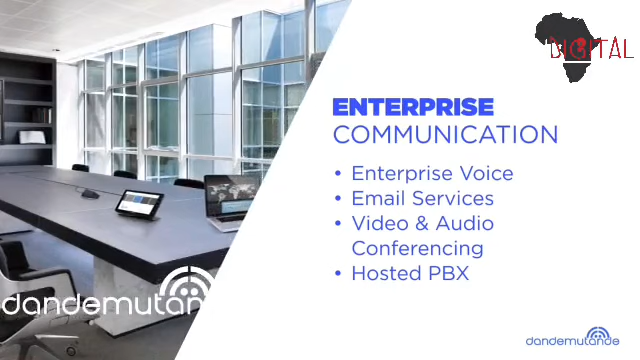 DIGITAL
ENTERPRISE
COMMUNICATION
• Enterprise Voice
• Email Services
• Video & Audio
Conferencing
• Hosted PBX
dandemutande
dandemutande